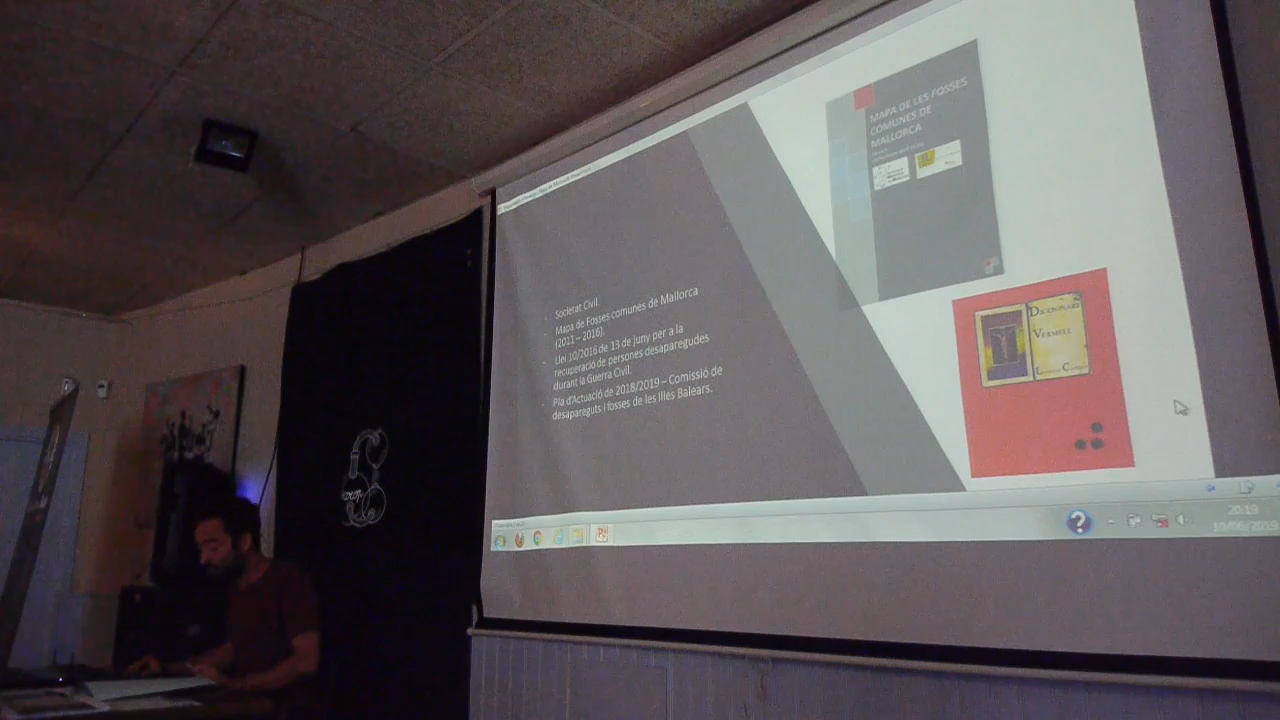 - Societat Civil.
- Mapa de Fosses comunes de Mallorca
(2011 – 2016).
- Llei 10/2016 de 13 de juny per a la
recuperació de persones desaparegudes
durant la Guerra Civil.
- Pla d'Actuació de 2018/2019 – Comissió de
desapareguts i fosses de les Illes Balears.
MAPA DE LES FOSSES
COMUNES DE
MALLORCA
DICCIONARI
VERMELL
20:19
10/06/2019